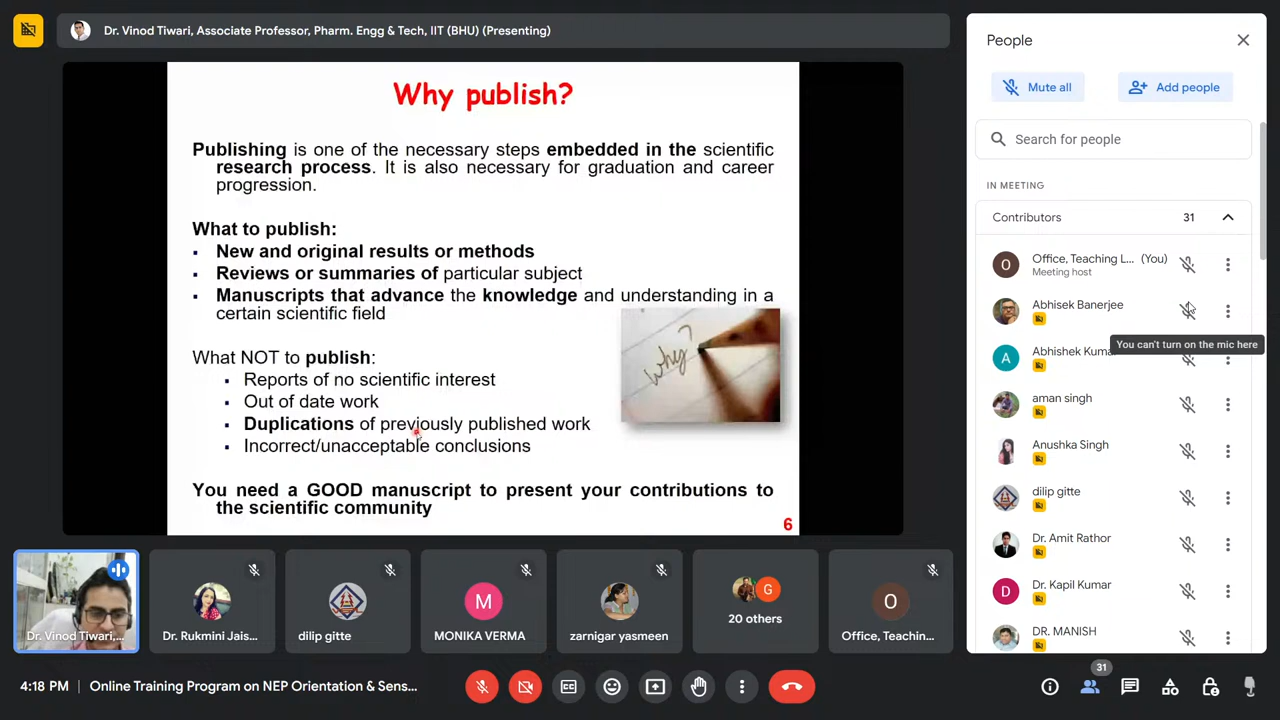 Dr. Vinod Tiwari, Associate Professor, Pharm. Engg & Tech, IIT (BHU) (Presenting)
Why publish?
Publishing is one of the necessary steps embedded in the scientific
research process. It is also necessary for graduation and career
progression.
What to publish:
▪ New and original results or methods
▪ Reviews or summaries of particular subject
▪ Manuscripts that advance the knowledge and understanding in a
certain scientific field
What NOT to publish:
▪ Reports of no scientific interest
▪ Out of date work
▪ Duplications of previously published work
▪ Incorrect/unacceptable conclusions
why?
You need a GOOD manuscript to present your contributions to
the scientific community
6
Dr. Vinod Tiwari,...
Dr. Rukmini Jais...
dilip gitte
M
MONIKA VERMA
zarnigar yasmeen
G
20 others
O
Office, Teachin...
4:18 PM | Online Training Program on NEP Orientation & Sens...
People
Mute all
Add people
Search for people
IN MEETING
Contributors 31
O
Office, Teaching L... (You)
Meeting host
Abhisek Banerjee
You can't turn on the mic here
A
Abhishek Kuma
aman singh
Anushka Singh
dilip gitte
Dr. Amit Rathor
D
Dr. Kapil Kumar
DR. MANISH
31